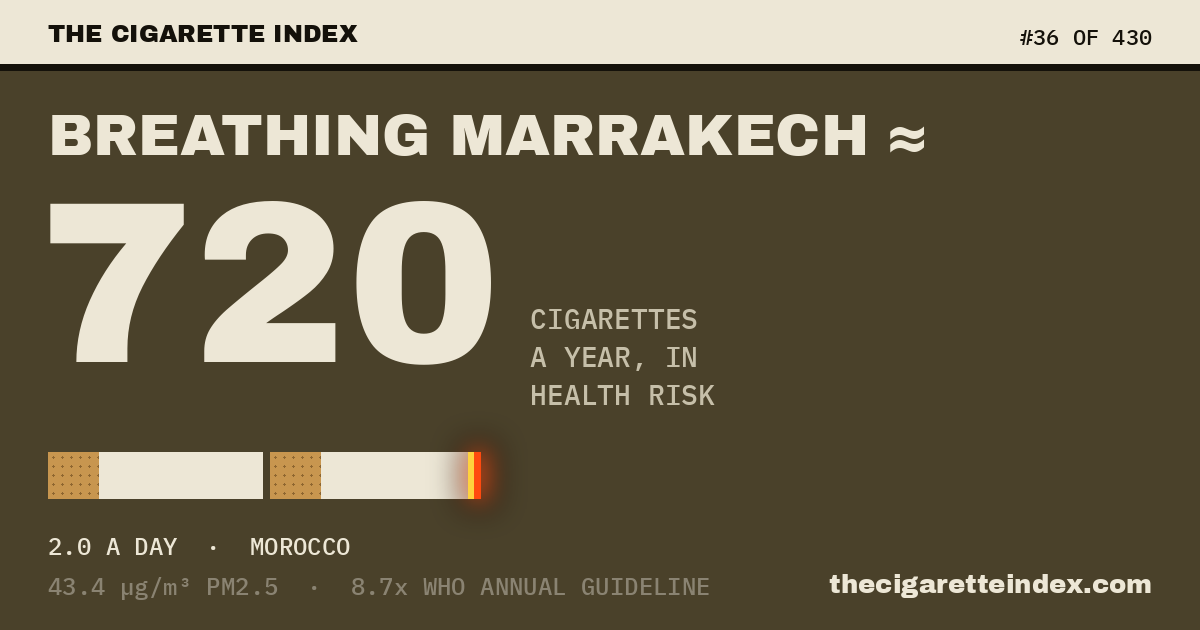 THE CIGARETTE INDEX
#36 OF 430
BREATHING MARRAKECH ≈
720
CIGARETTES
A YEAR, IN
HEALTH RISK
2.0 A DAY · MOROCCO
43.4 µg/m³ PM2.5 · 8.7x WHO ANNUAL GUIDELINE
thecigaretteindex.com